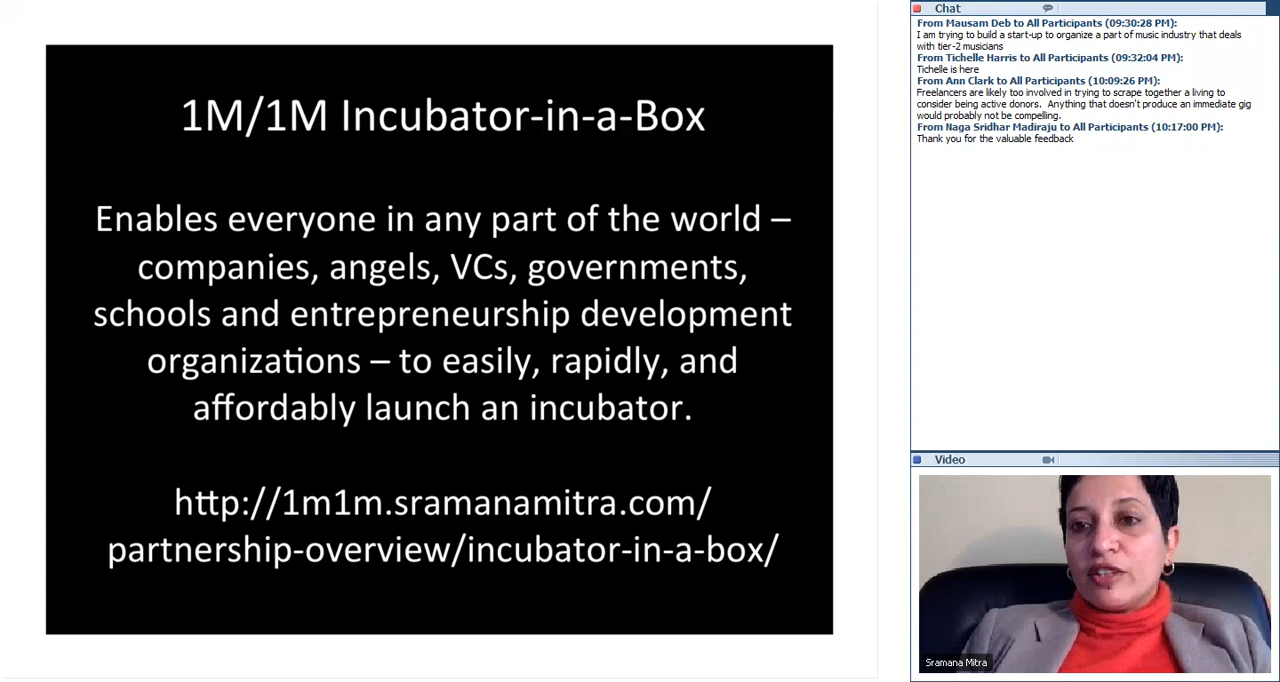 1M/1M Incubator-in-a-Box
Enables everyone in any part of the world –
companies, angels, VCs, governments,
schools and entrepreneurship development
organizations – to easily, rapidly, and
affordably launch an incubator.
http://1m1m.sramanamitra.com/
partnership-overview/incubator-in-a-box/
Chat
From Mausam Deb to All Participants (09:30:28 PM):
I am trying to build a start-up to organize a part of music industry that deals
with tier-2 musicians
From Tichelle Harris to All Participants (09:32:04 PM):
Tichelle is here
From Ann Clark to All Participants (10:09:26 PM):
Freelancers are likely too involved in trying to scrape together a living to
consider being active donors.  Anything that doesn't produce an immediate gig
would probably not be compelling.
From Naga Sridhar Madiraju to All Participants (10:17:00 PM):
Thank you for the valuable feedback
Video
Sramana Mitra